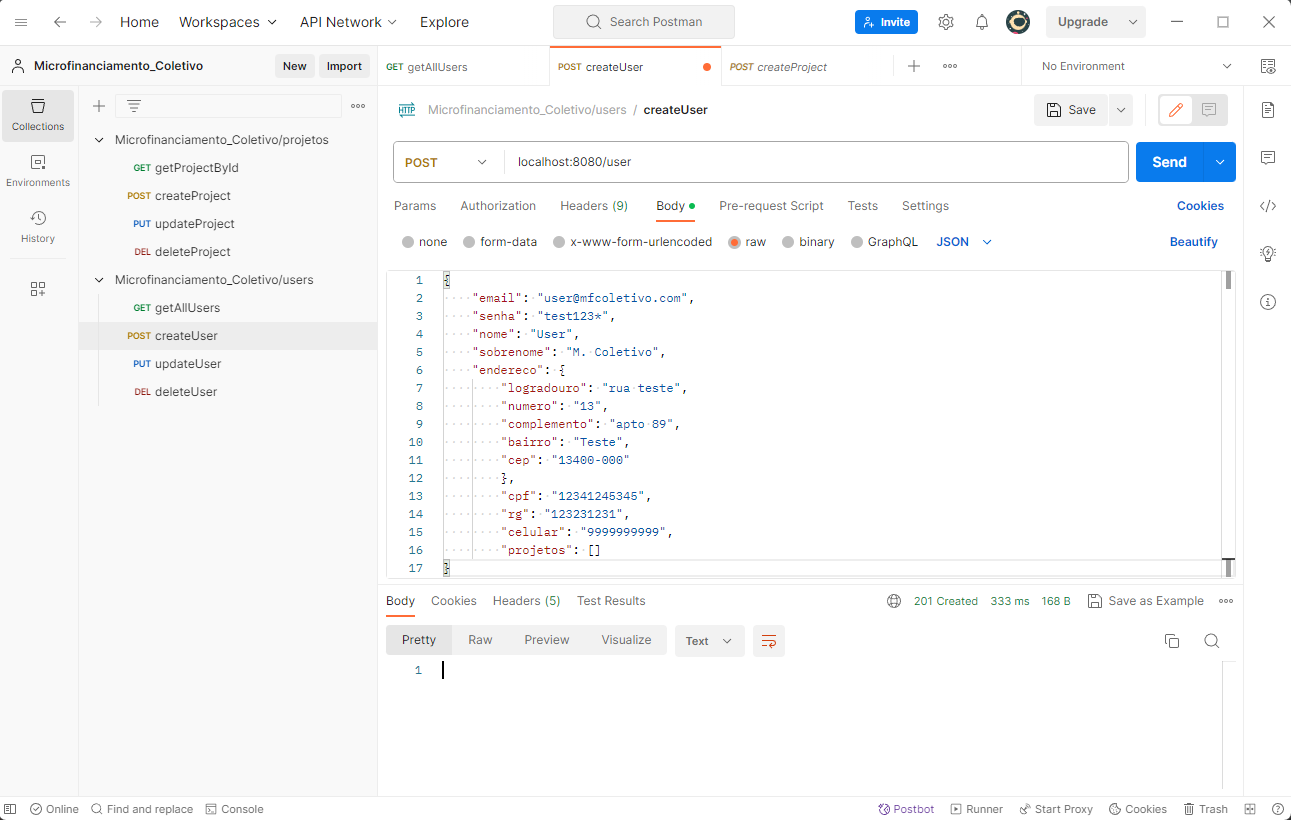 Home Workspaces API Network Explore Search Postman Invite Upgrade
Microfinanciamento_Coletivo New Import GET getAllUsers POST createUser POST createProject No Environment
Collections
Environments
History
Microfinanciamento_Coletivo/projetos
GET getProjectById
POST createProject
PUT updateProject
DEL deleteProject
Microfinanciamento_Coletivo/users
GET getAllUsers
POST createUser
PUT updateUser
DEL deleteUser
HTTP Microfinanciamento_Coletivo/users / createUser Save
POST localhost:8080/user Send
Params Authorization Headers (9) Body Pre-request Script Tests Settings Cookies
none form-data x-www-form-urlencoded raw binary GraphQL JSON Beautify
1 {
2 "email": "user@mfcoletivo.com",
3 "senha": "test123*",
4 "nome": "User",
5 "sobrenome": "M. Coletivo",
6 "endereco": {
7 "logradouro": "rua teste",
8 "numero": "13",
9 "complemento": "apto 89",
10 "bairro": "Teste",
11 "cep": "13400-000"
12 },
13 "cpf": "12341245345",
14 "rg": "123231231",
15 "celular": "9999999999",
16 "projetos": []
17 }
Body Cookies Headers (5) Test Results 201 Created 333 ms 168 B Save as Example
Pretty Raw Preview Visualize Text
1
Online Find and replace Console Postbot Runner Start Proxy Cookies Trash